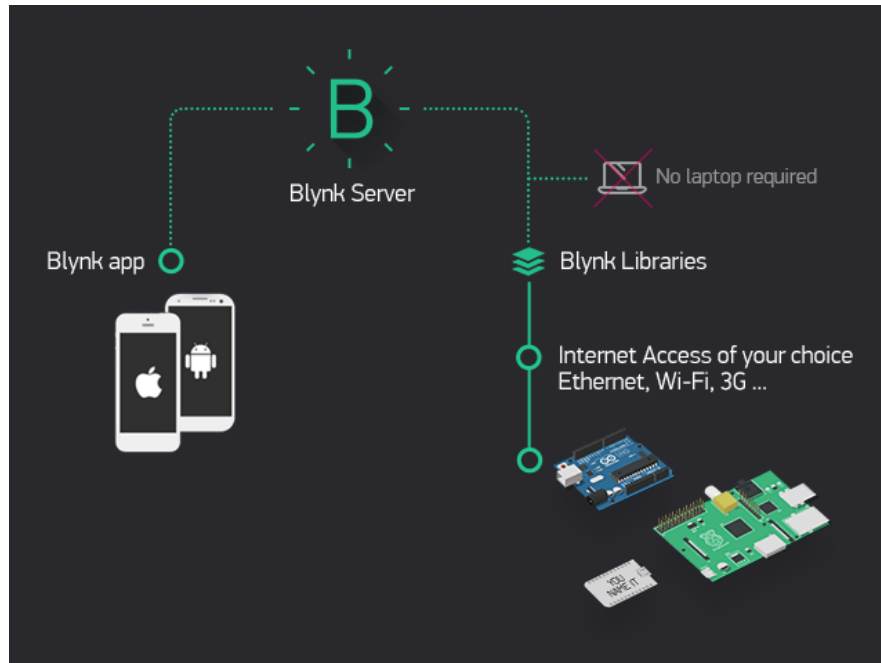 B
Blynk Server
No laptop required
Blynk app
Blynk Libraries
Internet Access of your choice
Ethernet, Wi-Fi, 3G ...
YOU
NAME IT